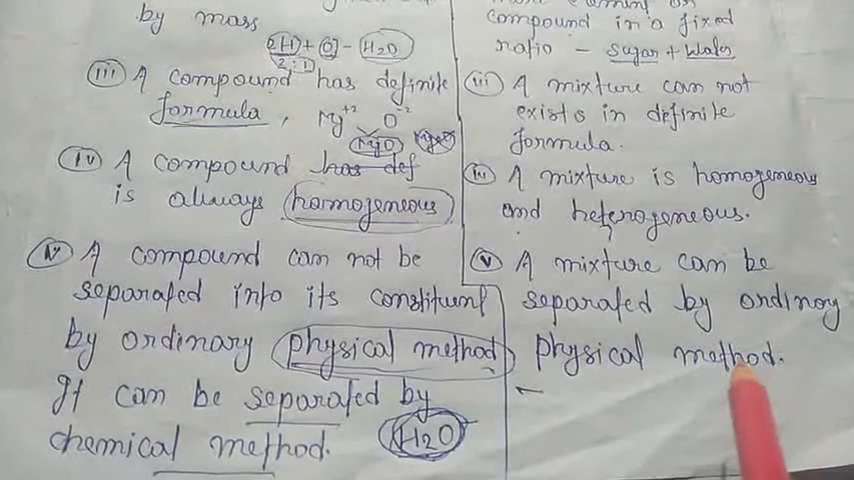 by mass
2H + O - H2O
2:1
(iii) A compound has definite
formula, Mg+2 O-2
MgO MgO
(iv) A compound has def
is always homogeneous
(v) A compound can not be
separated into its constituent
by ordinary physical method
It can be separated by
chemical method. H2O
compound in a fixed
ratio - Sugar + Water
(iii) A mixture can not
exists in definite
formula.
(iii) A mixture is homogeneous
and heterogeneous.
(v) A mixture can be
separated by ordinary
physical method.